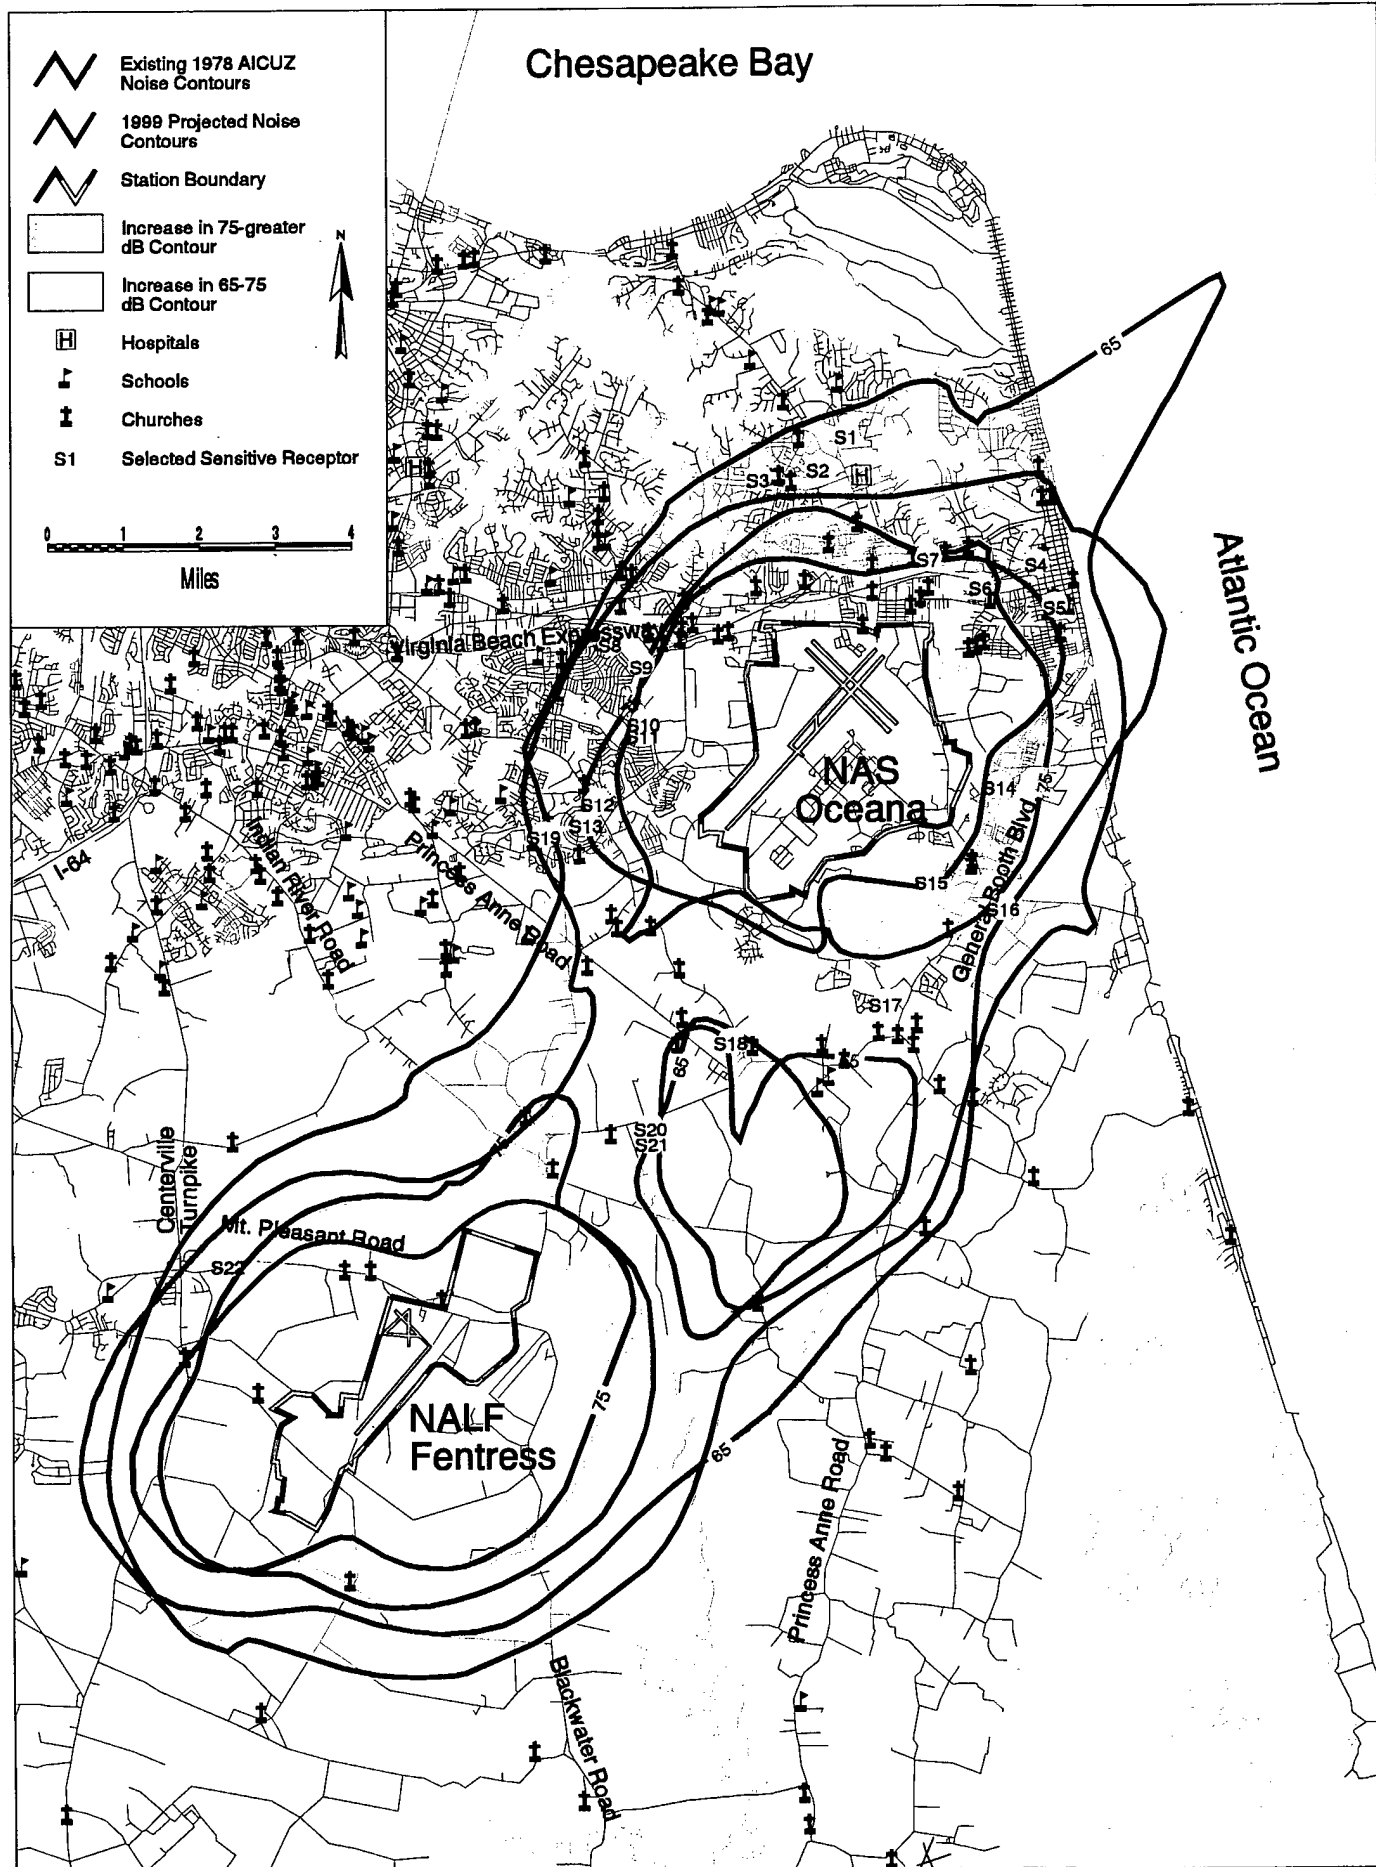 Existing 1978 AICUZ
Noise Contours
1999 Projected Noise
Contours
Station Boundary
Increase in 75-greater
dB Contour
Increase in 65-75
dB Contour
Hospitals
Schools
Churches
S1 Selected Sensitive Receptor
N
0 1 2 3 4
Miles
Chesapeake Bay
Atlantic Ocean
65
S1
S2
H
S3
H
S7
S4
S6
S5
Virginia Beach Expressway
S8
S9
S10
S11
NAS
Oceana
S14
75
S12
S13
S19
S15
S16
General Booth Blvd.
I-64
Indian River Road
Princess Anne Road
S17
S18
65
S20
S21
Centerville
Turnpike
Mt. Pleasant Road
S22
NALF
Fentress
75
65
Princess Anne Road
Blackwater Road